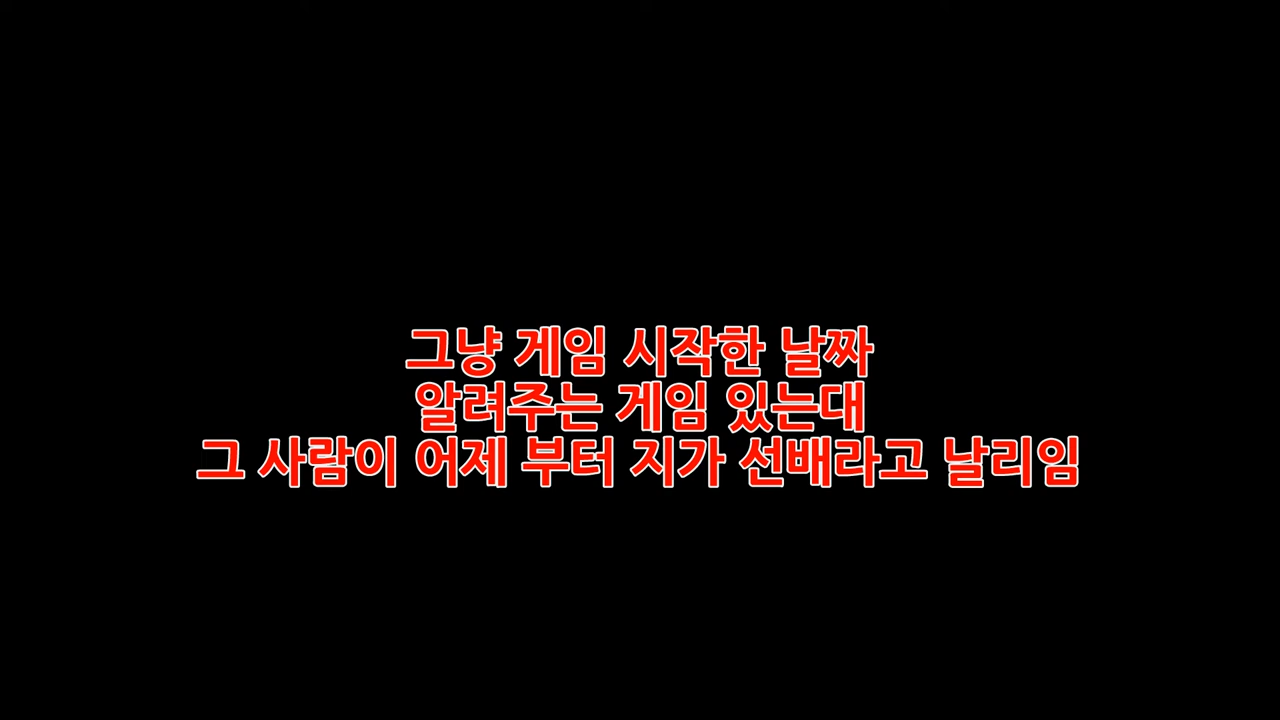 그냥 게임 시작한 날짜
알려주는 게임 있는대
그 사람이 어제 부터 지가 선배라고 날리임